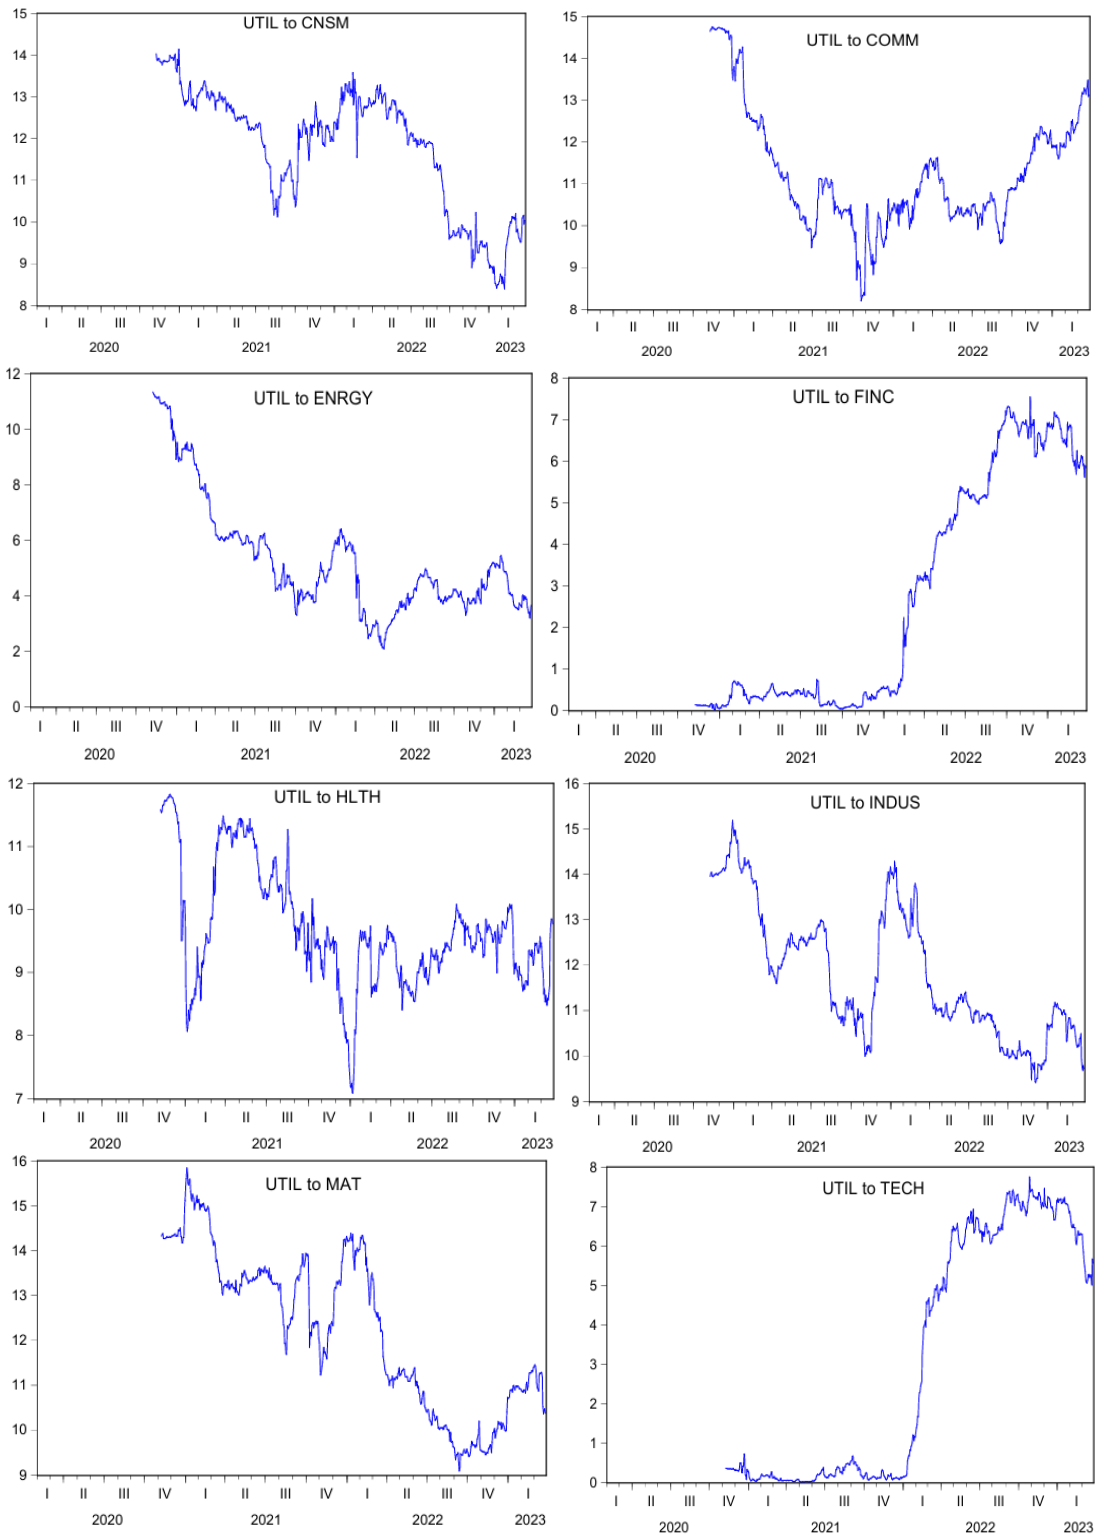 UTIL to CNSM
15
14
13
12
11
10
9
8
I II III IV I II III IV I II III IV I
2020 2021 2022 2023
UTIL to COMM
15
14
13
12
11
10
9
8
I II III IV I II III IV I II III IV I
2020 2021 2022 2023
UTIL to ENRGY
12
10
8
6
4
2
0
I II III IV I II III IV I II III IV I
2020 2021 2022 2023
UTIL to FINC
8
7
6
5
4
3
2
1
0
I II III IV I II III IV I II III IV I
2020 2021 2022 2023
UTIL to HLTH
12
11
10
9
8
7
I II III IV I II III IV I II III IV I
2020 2021 2022 2023
UTIL to INDUS
16
15
14
13
12
11
10
9
I II III IV I II III IV I II III IV I
2020 2021 2022 2023
UTIL to MAT
16
15
14
13
12
11
10
9
I II III IV I II III IV I II III IV I
2020 2021 2022 2023
UTIL to TECH
8
7
6
5
4
3
2
1
0
I II III IV I II III IV I II III IV I
2020 2021 2022 2023